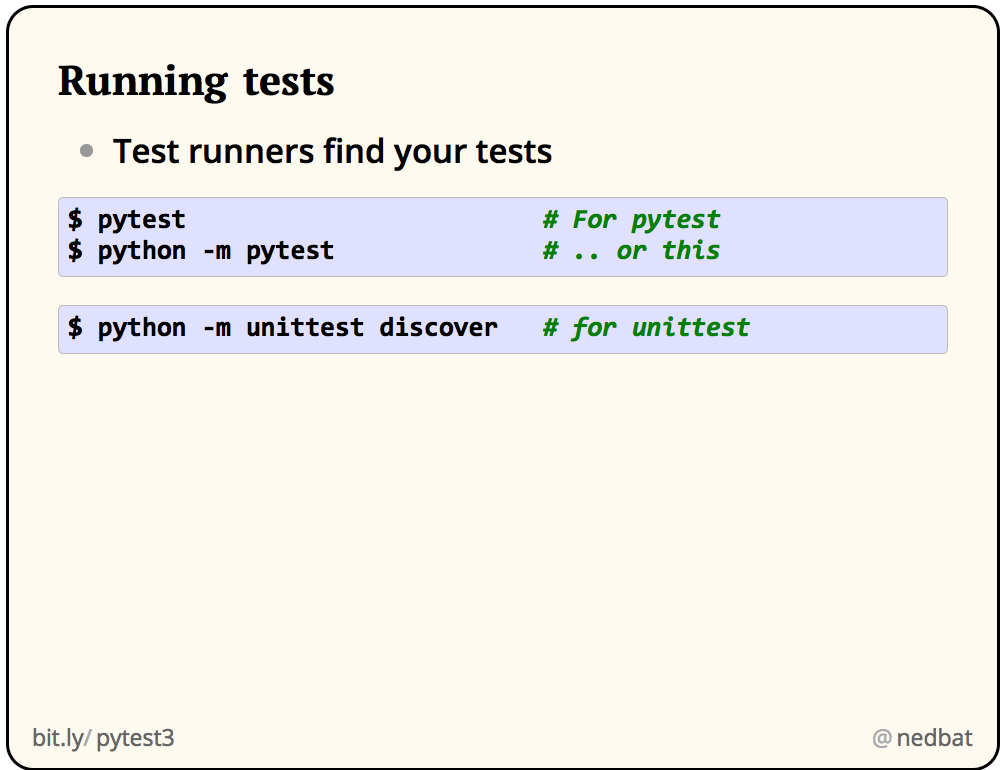 Running tests
Test runners find your tests
$ pytest                        # For pytest
$ python -m pytest              # .. or this
$ python -m unittest discover   # for unittest
bit.ly/pytest3
@nedbat